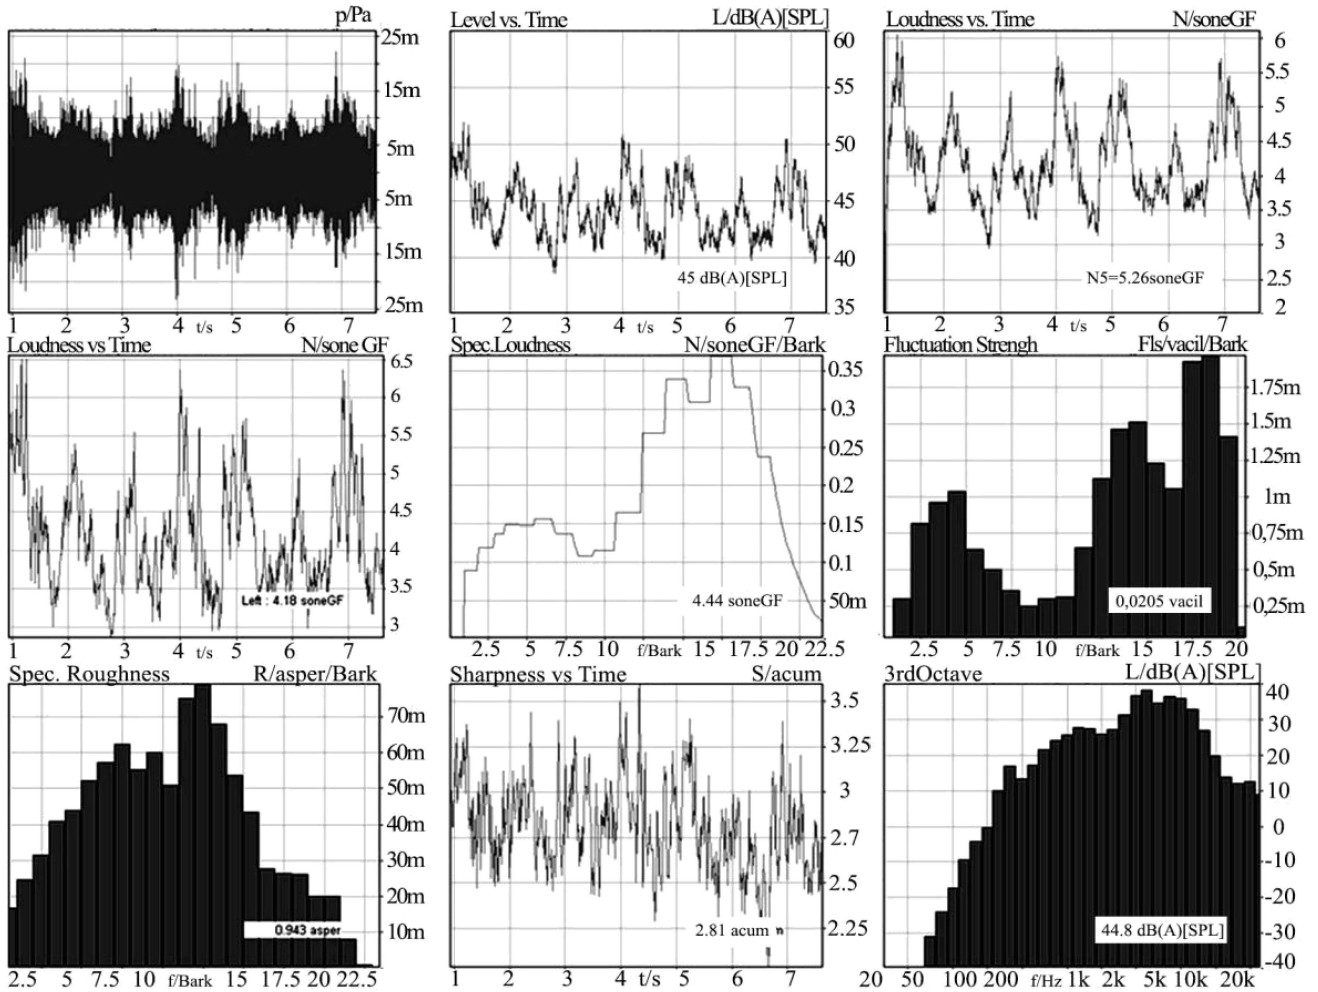 p/Pa
25m
15m
5m
5m
15m
25m
1 2 3 4 t/s 5 6 7
Level vs. Time L/dB(A)[SPL]
60
55
50
45
40
35
45 dB(A)[SPL]
1 2 3 4 t/s 5 6 7
Loudness vs. Time N/soneGF
6
5.5
5
4.5
4
3.5
3
2.5
2
N5=5.26soneGF
1 2 3 4 t/s 5 6 7
Loudness vs Time N/sone GF
6.5
6
5.5
5
4.5
4
3.5
3
Left : 4.18 soneGF
1 2 3 4 t/s 5 6 7
Spec.Loudness N/soneGF/Bark
0.35
0.3
0.25
0.2
0.15
0.1
50m
4.44 soneGF
2.5 5 7.5 10 f/Bark 15 17.5 20 22.5
Fluctuation Strengh Fls/vacil/Bark
1.75m
1.5m
1.25m
1m
0,75m
0,5m
0,25m
0,0205 vacil
2.5 5 7.5 10 f/Bark 15 17.5 20
Spec. Roughness R/asper/Bark
70m
60m
50m
40m
30m
20m
10m
0.943 asper
2.5 5 7.5 10 f/Bark 15 17.5 20 22.5
Sharpness vs Time S/acum
3.5
3.25
3
2.7
2.5
2.25
2.81 acum
1 2 3 4 t/s 5 6 7
3rdOctave L/dB(A)[SPL]
40
30
20
10
0
-10
-20
-30
-40
44.8 dB(A)[SPL]
20 50 100 200 f/Hz 1k 2k 5k 10k 20k